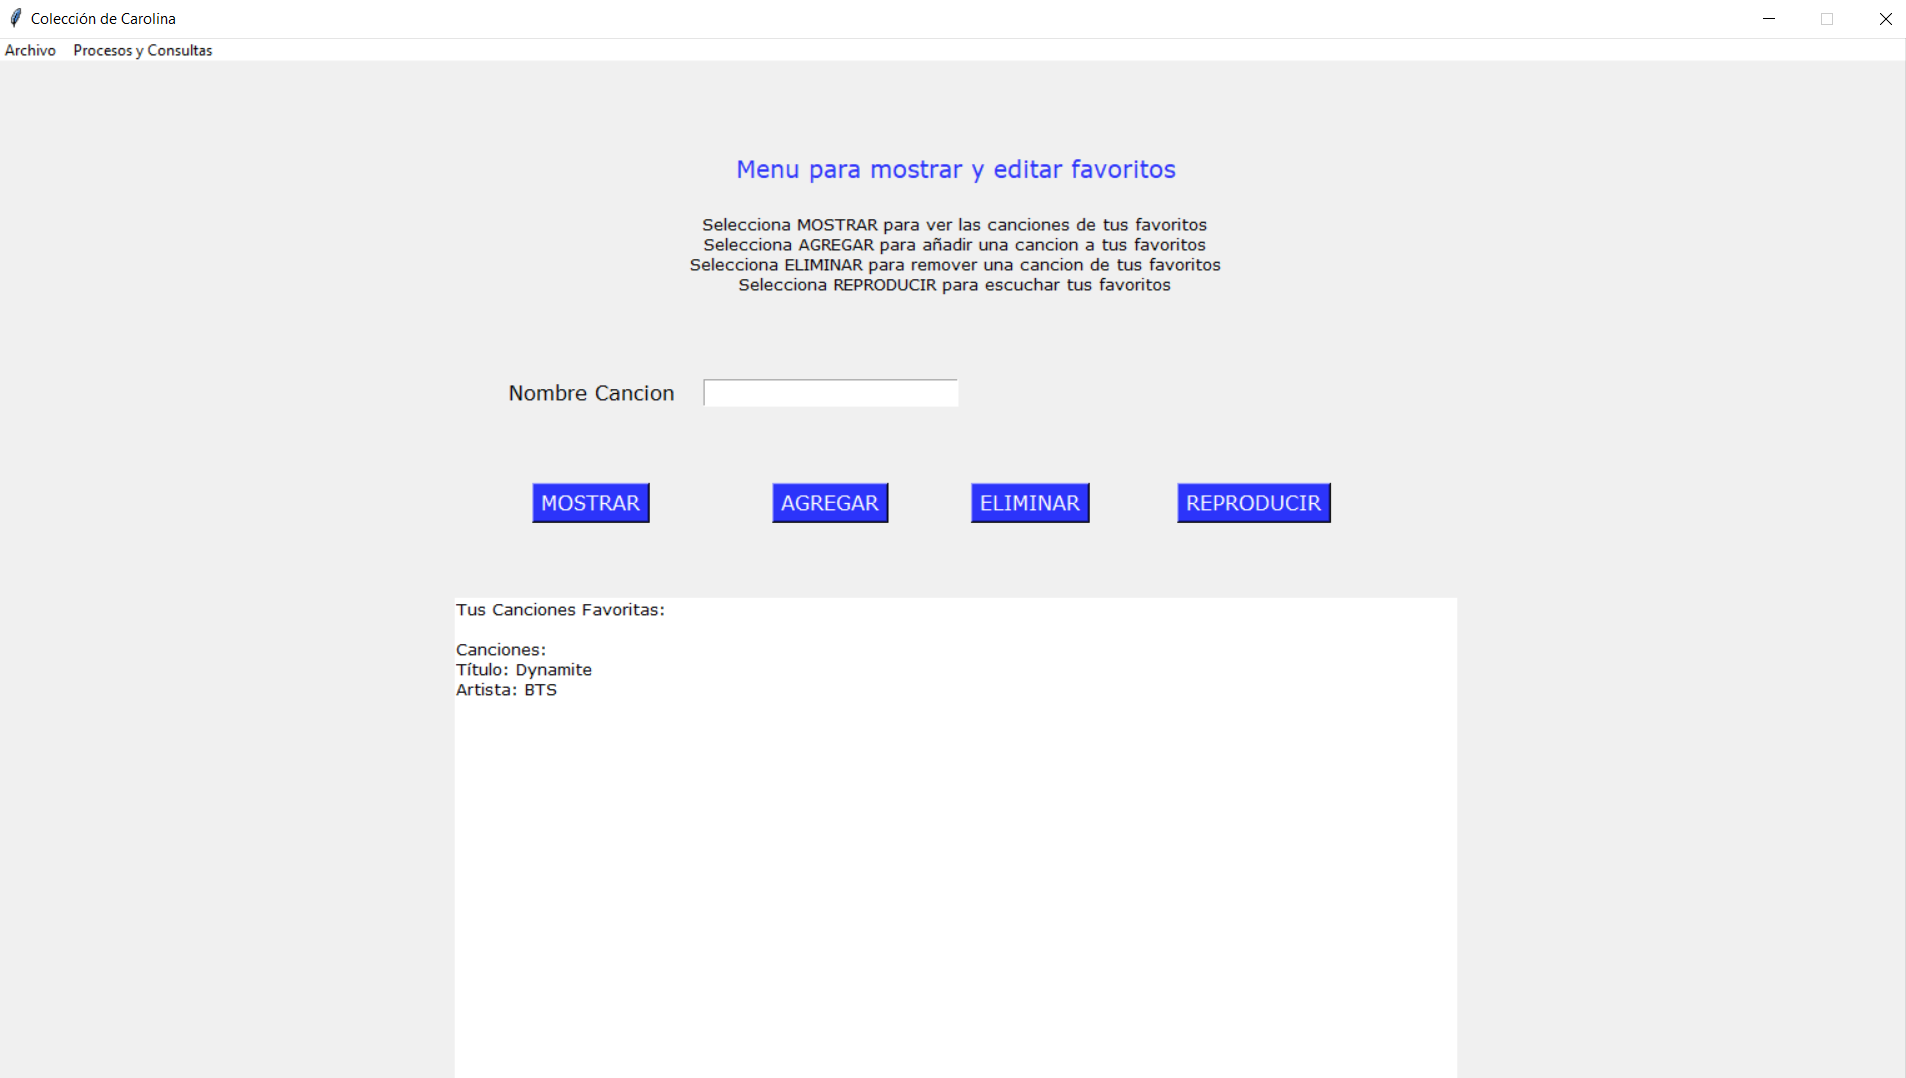 Colección de Carolina
Archivo Procesos y Consultas
Menu para mostrar y editar favoritos
Selecciona MOSTRAR para ver las canciones de tus favoritos
Selecciona AGREGAR para añadir una cancion a tus favoritos
Selecciona ELIMINAR para remover una cancion de tus favoritos
Selecciona REPRODUCIR para escuchar tus favoritos
Nombre Cancion
MOSTRAR AGREGAR ELIMINAR REPRODUCIR
Tus Canciones Favoritas:
Canciones:
Título: Dynamite
Artista: BTS